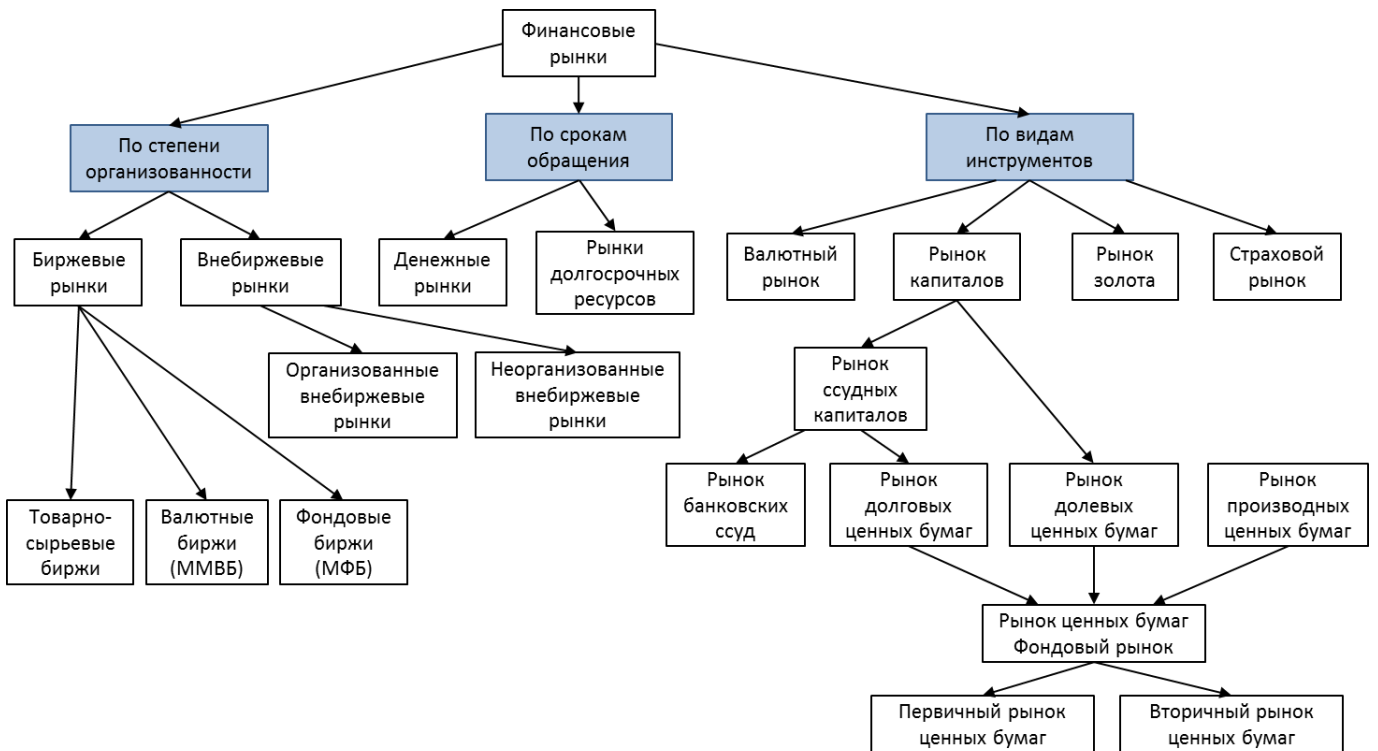 Финансовые
рынки
По степени
организованности
По срокам
обращения
По видам
инструментов
Биржевые
рынки
Внебиржевые
рынки
Денежные
рынки
Рынки
долгосрочных
ресурсов
Валютный
рынок
Рынок
капиталов
Рынок
золота
Страховой
рынок
Организованные
внебиржевые
рынки
Неорганизованные
внебиржевые
рынки
Рынок
ссудных
капиталов
Товарно-
сырьевые
биржи
Валютные
биржи
(ММВБ)
Фондовые
биржи
(МФБ)
Рынок
банковских
ссуд
Рынок
долговых
ценных бумаг
Рынок
долевых
ценных бумаг
Рынок
производных
ценных бумаг
Рынок ценных бумаг
Фондовый рынок
Первичный рынок
ценных бумаг
Вторичный рынок
ценных бумаг